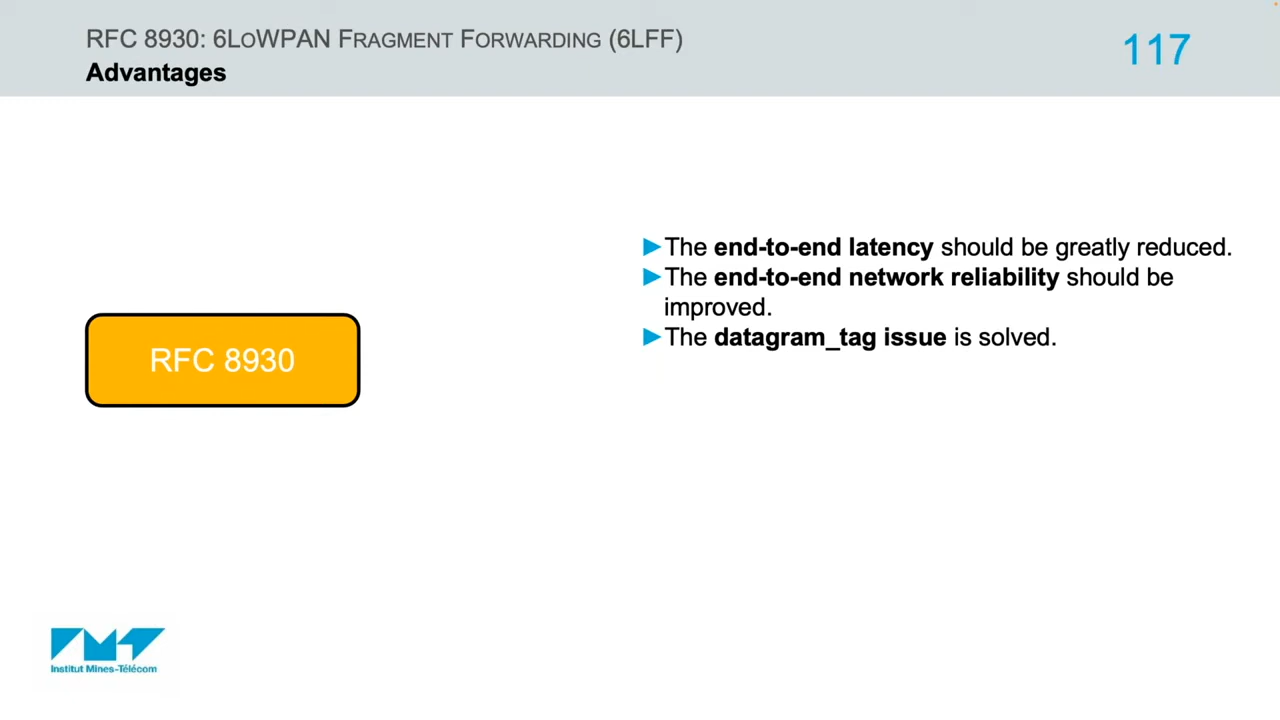 RFC 8930: 6LoWPAN Fragment Forwarding (6LFF)
Advantages
117
►The end-to-end latency should be greatly reduced.
►The end-to-end network reliability should be
improved.
►The datagram_tag issue is solved.
RFC 8930
IMT
Institut Mines-Télécom